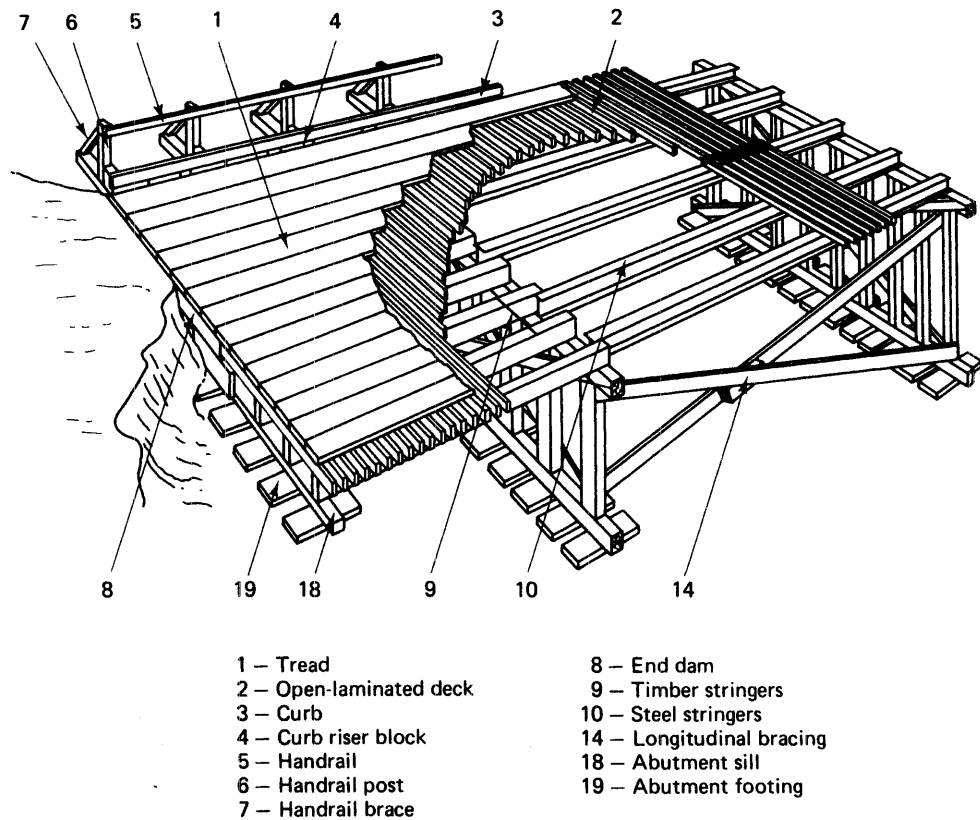 7 6 5 1 4 3 2
8 19 18 9 10 14
1 – Tread
2 – Open-laminated deck
3 – Curb
4 – Curb riser block
5 – Handrail
6 – Handrail post
7 – Handrail brace
8 – End dam
9 – Timber stringers
10 – Steel stringers
14 – Longitudinal bracing
18 – Abutment sill
19 – Abutment footing